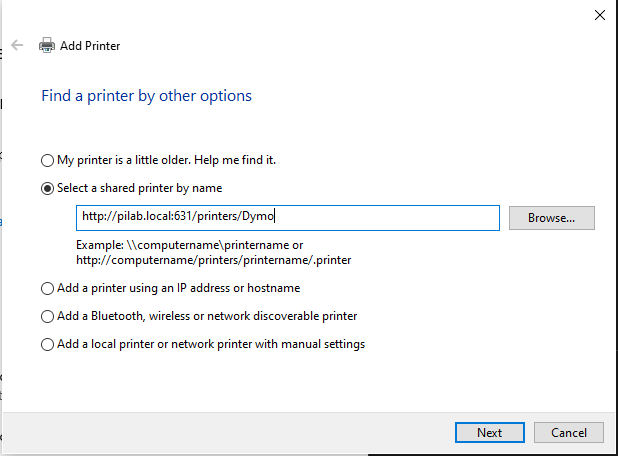 Add Printer
Find a printer by other options
My printer is a little older. Help me find it.
Select a shared printer by name
http://pilab.local:631/printers/Dymo
Browse...
Example: \\computername\printername or
http://computername/printers/printername/.printer
Add a printer using an IP address or hostname
Add a Bluetooth, wireless or network discoverable printer
Add a local printer or network printer with manual settings
Next
Cancel